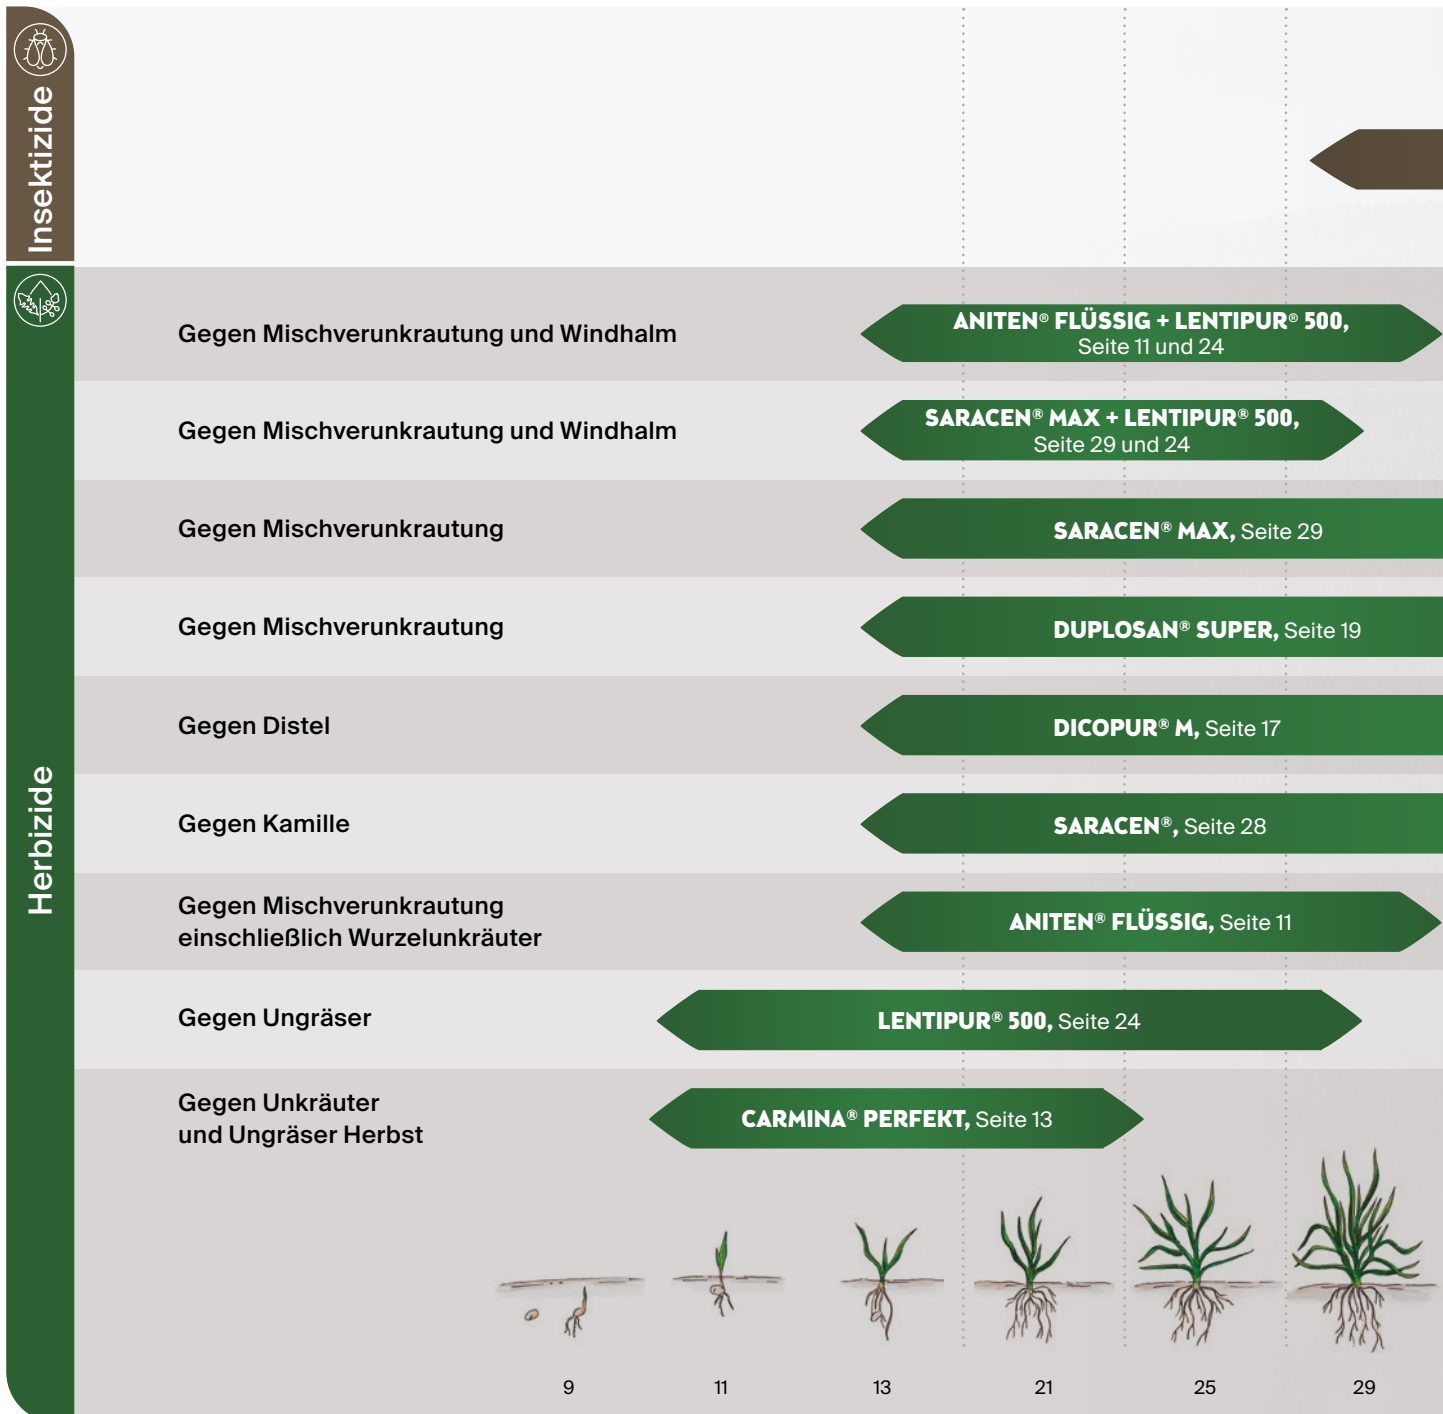 Insektizide
Herbizide
Gegen Mischverunkrautung und Windhalm
ANITEN® FLÜSSIG + LENTIPUR® 500,
Seite 11 und 24
Gegen Mischverunkrautung und Windhalm
SARACEN® MAX + LENTIPUR® 500,
Seite 29 und 24
Gegen Mischverunkrautung
SARACEN® MAX, Seite 29
Gegen Mischverunkrautung
DUPLOSAN® SUPER, Seite 19
Gegen Distel
DICOPUR® M, Seite 17
Gegen Kamille
SARACEN®, Seite 28
Gegen Mischverunkrautung
einschließlich Wurzelunkräuter
ANITEN® FLÜSSIG, Seite 11
Gegen Ungräser
LENTIPUR® 500, Seite 24
Gegen Unkräuter
und Ungräser Herbst
CARMINA® PERFEKT, Seite 13
9 11 13 21 25 29